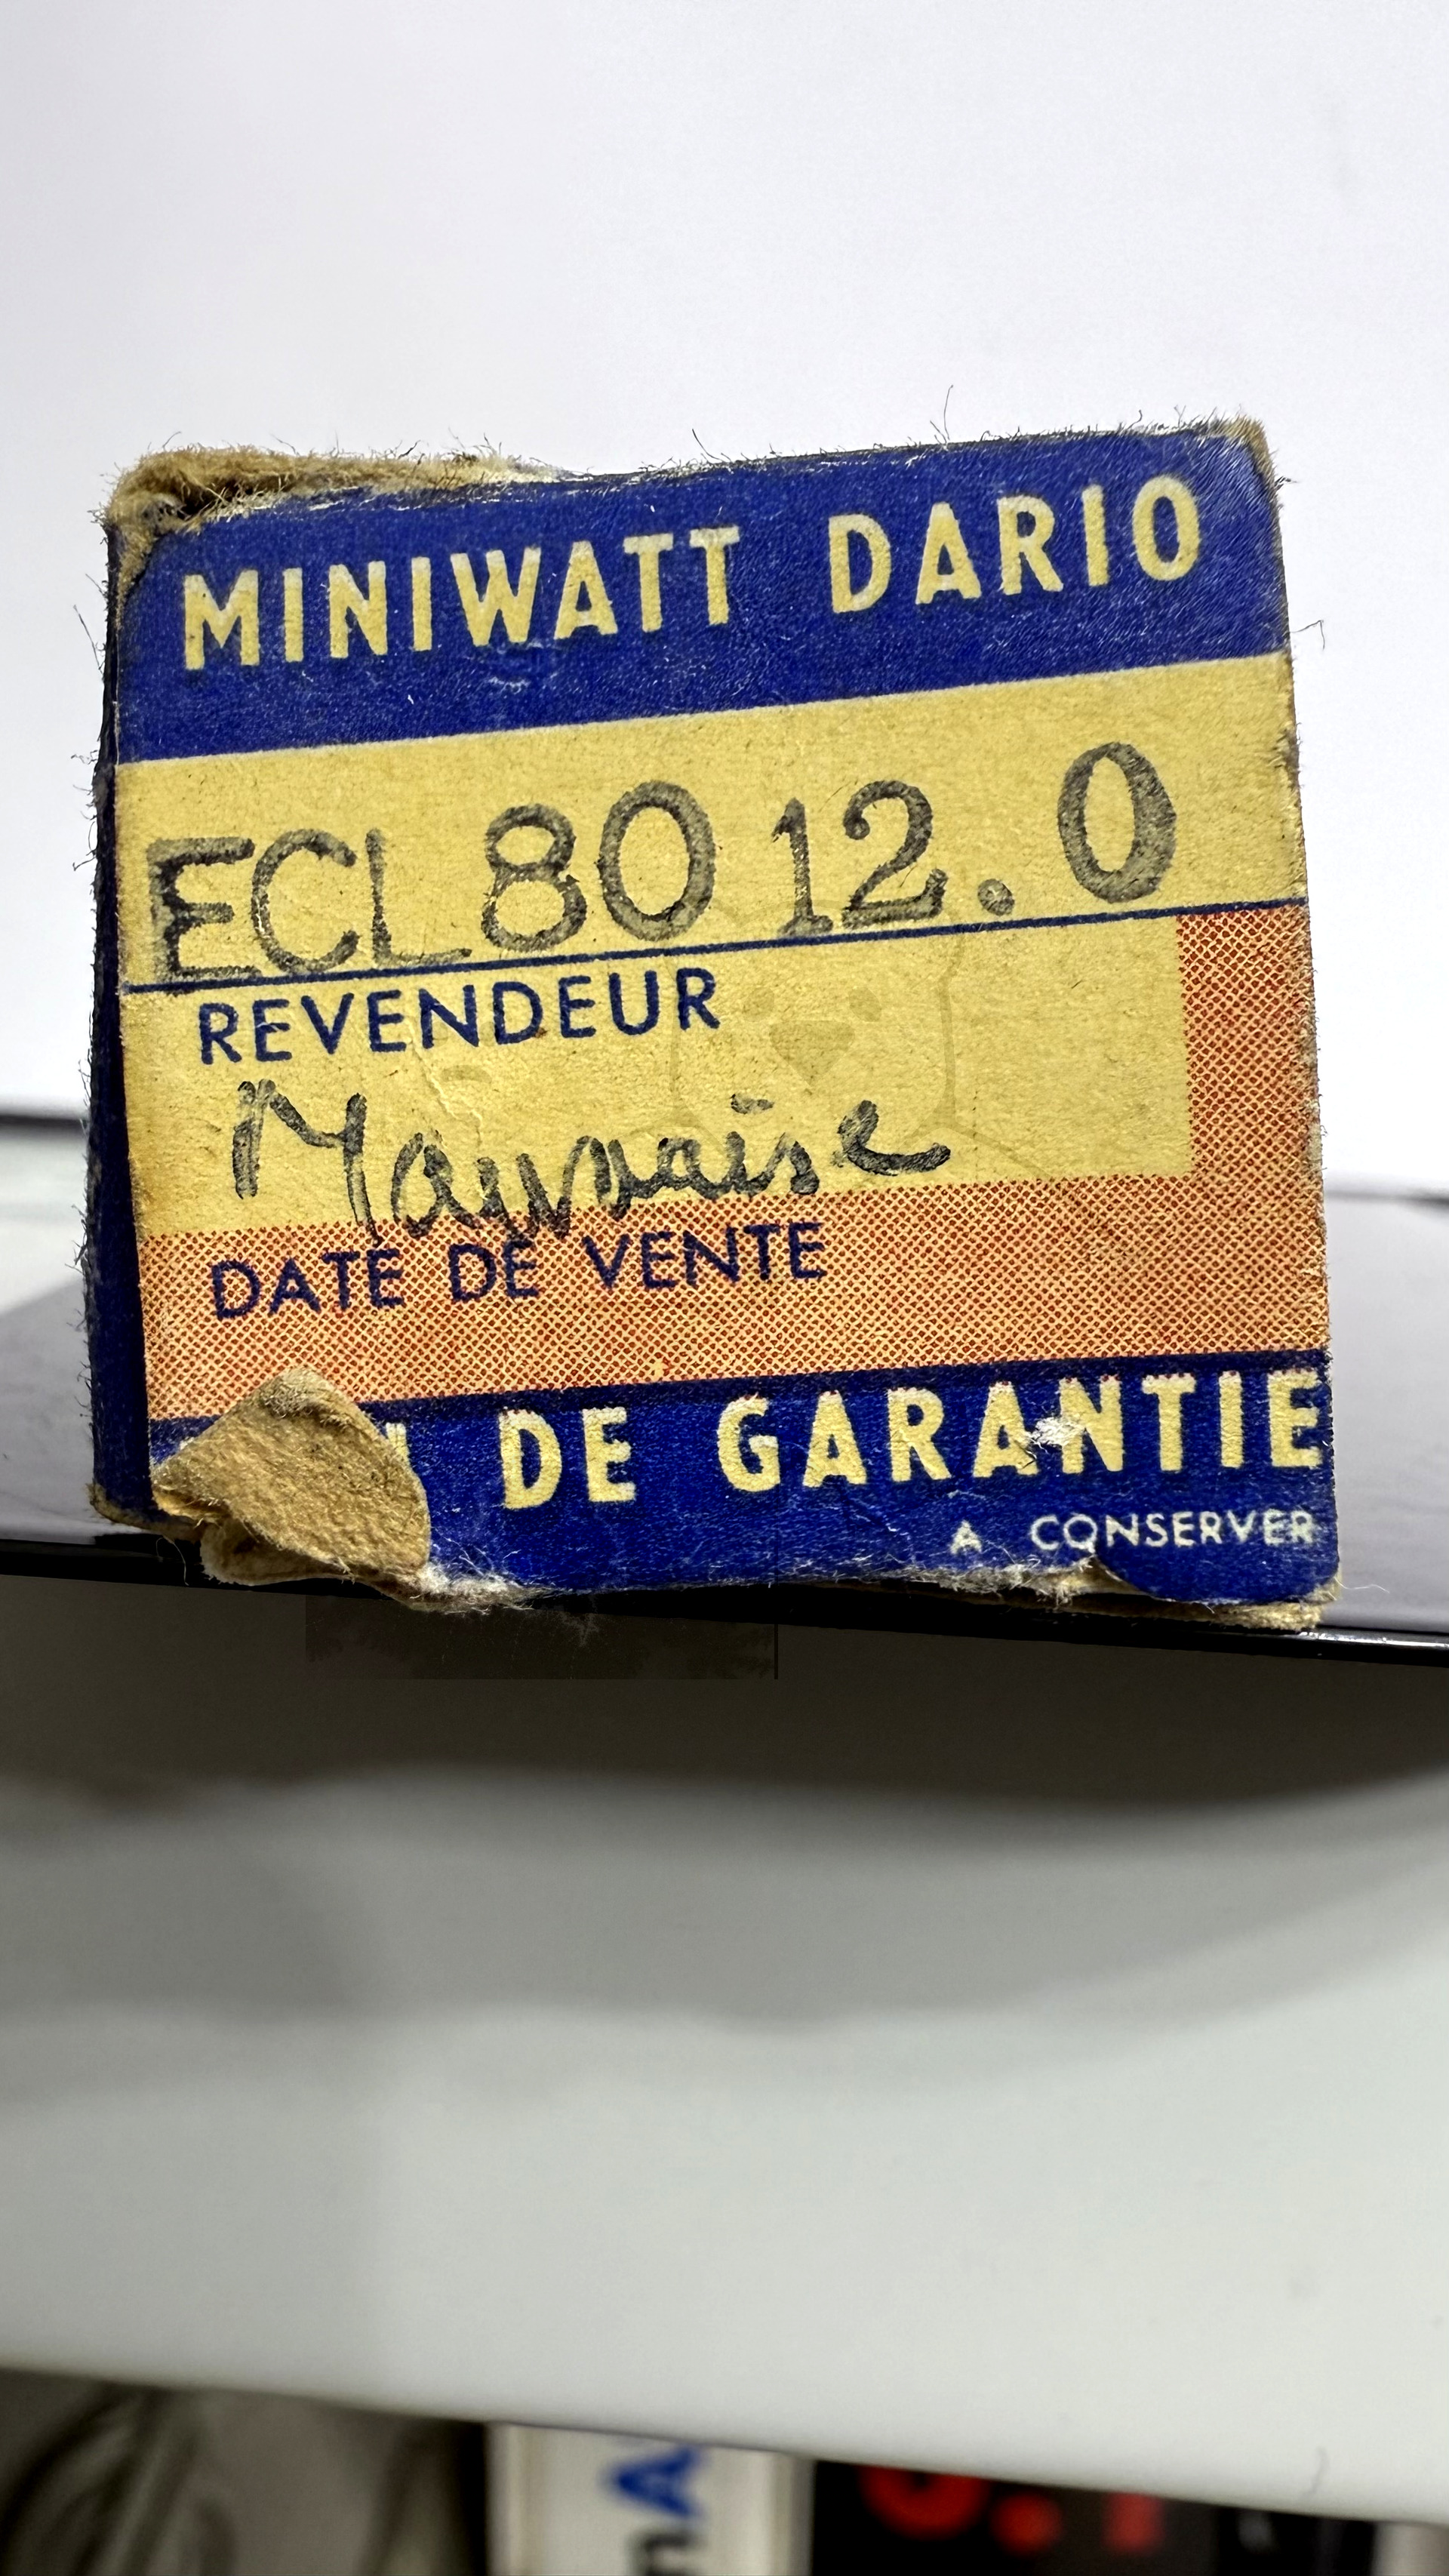 MINIWATT DARIO
ECL 80 12.0
REVENDEUR
Mauvaise
DATE DE VENTE
DE GARANTIE
A CONSERVER